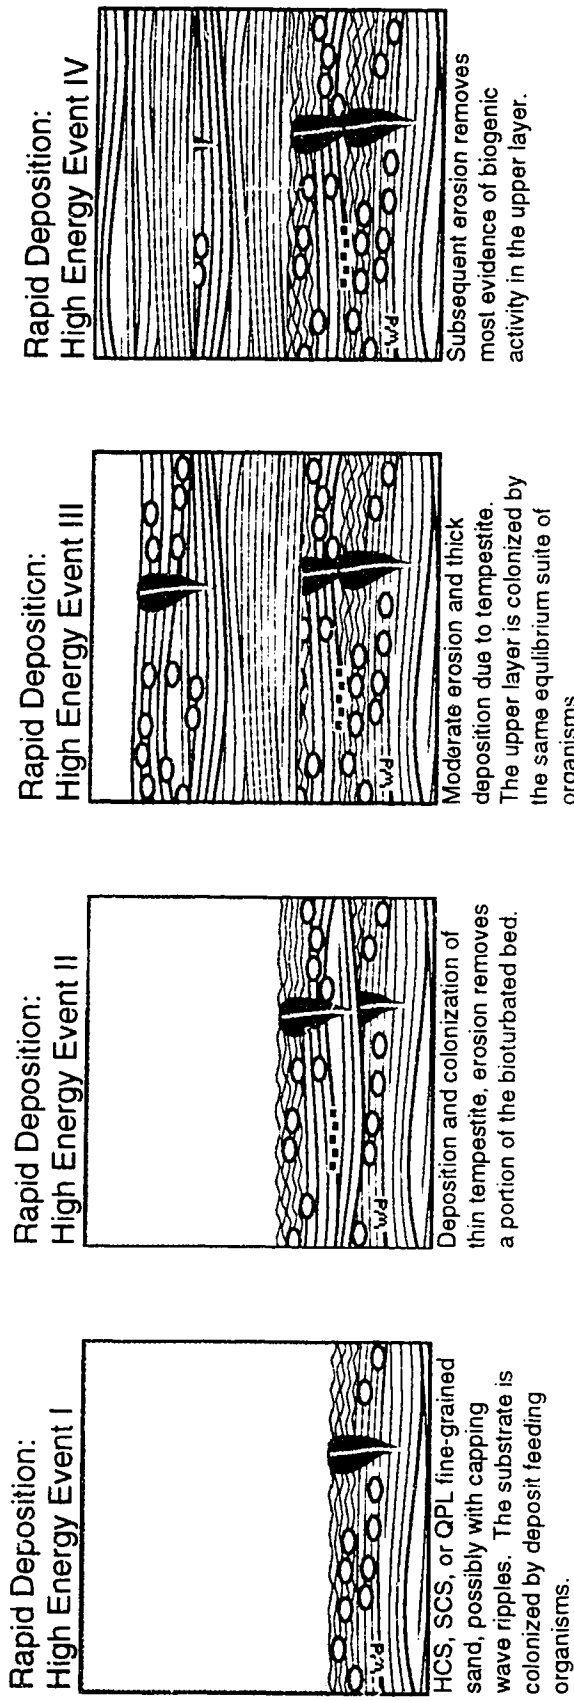 Rapid Deposition:
High Energy Event I
HCS, SCS, or QPL fine-grained
sand, possibly with capping
wave ripples. The substrate is
colonized by deposit feeding
organisms.
Rapid Deposition:
High Energy Event II
Deposition and colonization of
thin tempestite, erosion removes
a portion of the bioturbated bed.
Rapid Deposition:
High Energy Event III
Moderate erosion and thick
deposition due to tempestite.
The upper layer is colonized by
the same equlibrium suite of
organisms
Rapid Deposition:
High Energy Event IV
Subsequent erosion removes
most evidence of biogenic
activity in the upper layer.